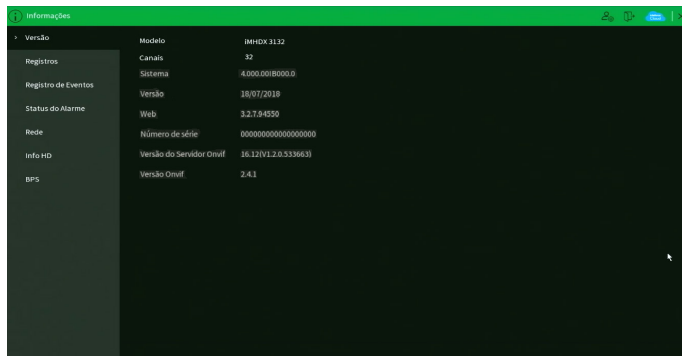 Informações
Versão
Registros
Registro de Eventos
Status do Alarme
Rede
Info HD
BPS
Modelo iMHDX 3132
Canais 32
Sistema 4.000.00IB000.0
Versão 18/07/2018
Web 3.2.7.94550
Número de série 000000000000000000
Versão do Servidor Onvif 16.12(V1.2.0.533663)
Versão Onvif 2.4.1